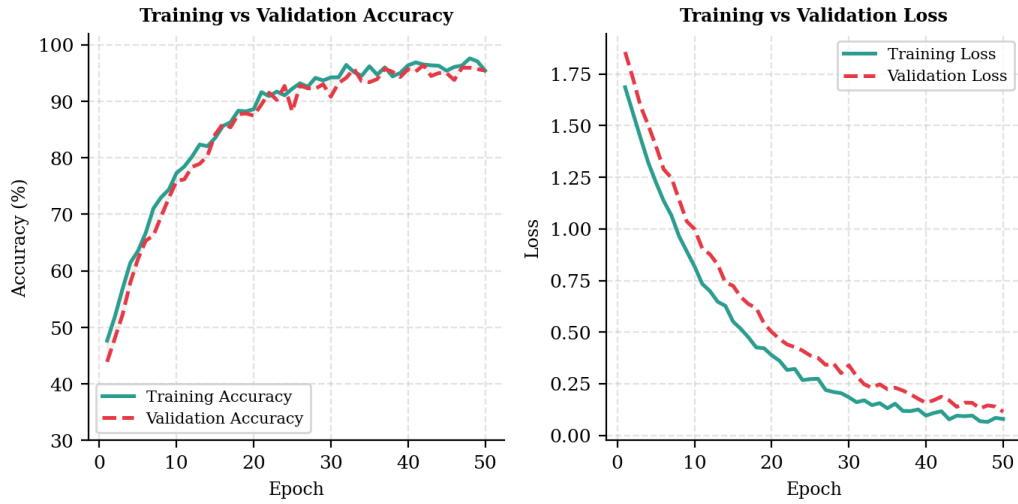 Training vs Validation Accuracy
100
90
80
70
60
50
40
30
Accuracy (%)
Training Accuracy
Validation Accuracy
0 10 20 30 40 50
Epoch
Training vs Validation Loss
1.75
1.50
1.25
1.00
0.75
0.50
0.25
0.00
Loss
Training Loss
Validation Loss
0 10 20 30 40 50
Epoch